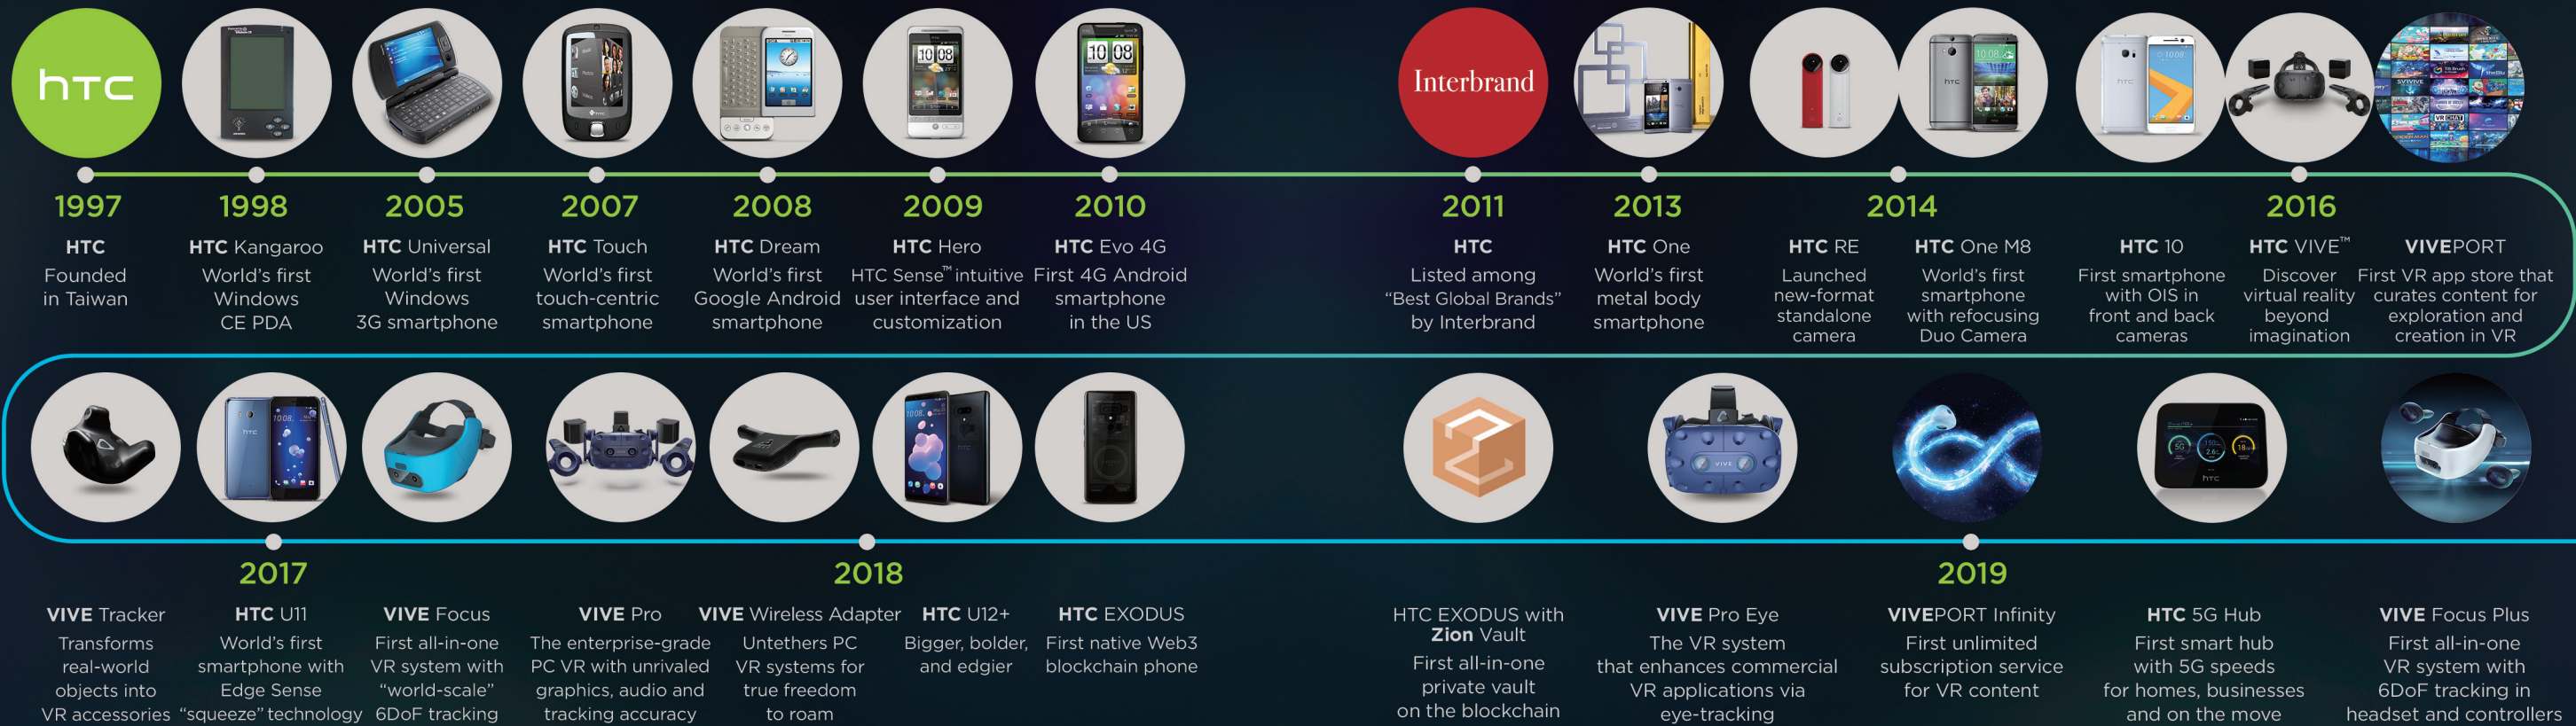 hTC
Interbrand
1997
HTC
Founded
in Taiwan
1998
HTC Kangaroo
World's first
Windows
CE PDA
2005
HTC Universal
World's first
Windows
3G smartphone
2007
HTC Touch
World's first
touch-centric
smartphone
2008
HTC Dream
World's first
Google Android
smartphone
2009
HTC Hero
HTC Sense™ intuitive
user interface and
customization
2010
HTC Evo 4G
First 4G Android
smartphone
in the US
2011
HTC
Listed among
“Best Global Brands”
by Interbrand
2013
HTC One
World's first
metal body
smartphone
2014
HTC RE
Launched
new-format
standalone
camera
HTC One M8
World's first
smartphone
with refocusing
Duo Camera
2016
HTC 10
First smartphone
with OIS in
front and back
cameras
HTC VIVE™
Discover
virtual reality
beyond
imagination
VIVEPORT
First VR app store that
curates content for
exploration and
creation in VR
2017
VIVE Tracker
Transforms
real-world
objects into
VR accessories
HTC U11
World's first
smartphone with
Edge Sense
“squeeze” technology
VIVE Focus
First all-in-one
VR system with
“world-scale”
6DoF tracking
2018
VIVE Pro
The enterprise-grade
PC VR with unrivaled
graphics, audio and
tracking accuracy
VIVE Wireless Adapter
Untethers PC
VR systems for
true freedom
to roam
HTC U12+
Bigger, bolder,
and edgier
HTC EXODUS
First native Web3
blockchain phone
HTC EXODUS with
Zion Vault
First all-in-one
private vault
on the blockchain
2019
VIVE Pro Eye
The VR system
that enhances commercial
VR applications via
eye-tracking
VIVEPORT Infinity
First unlimited
subscription service
for VR content
HTC 5G Hub
First smart hub
with 5G speeds
for homes, businesses
and on the move
VIVE Focus Plus
First all-in-one
VR system with
6DoF tracking in
headset and controllers